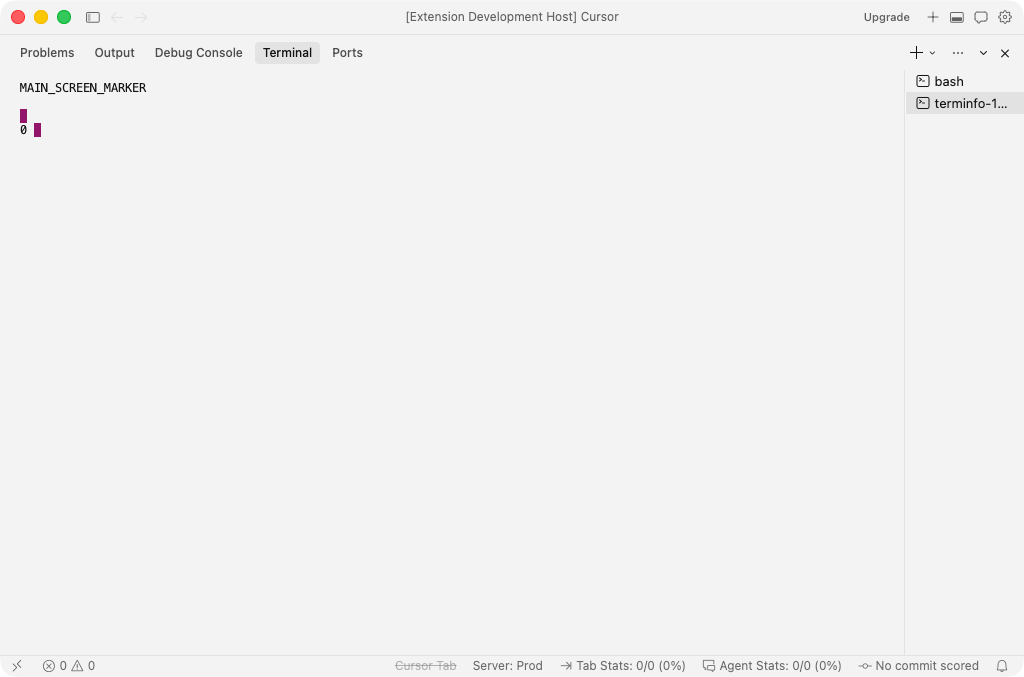 [Extension Development Host] Cursor
Upgrade
Problems
Output
Debug Console
Terminal
Ports
MAIN_SCREEN_MARKER
0
bash
terminfo-1...
0
0
Cursor Tab
Server: Prod
Tab Stats: 0/0 (0%)
Agent Stats: 0/0 (0%)
No commit scored